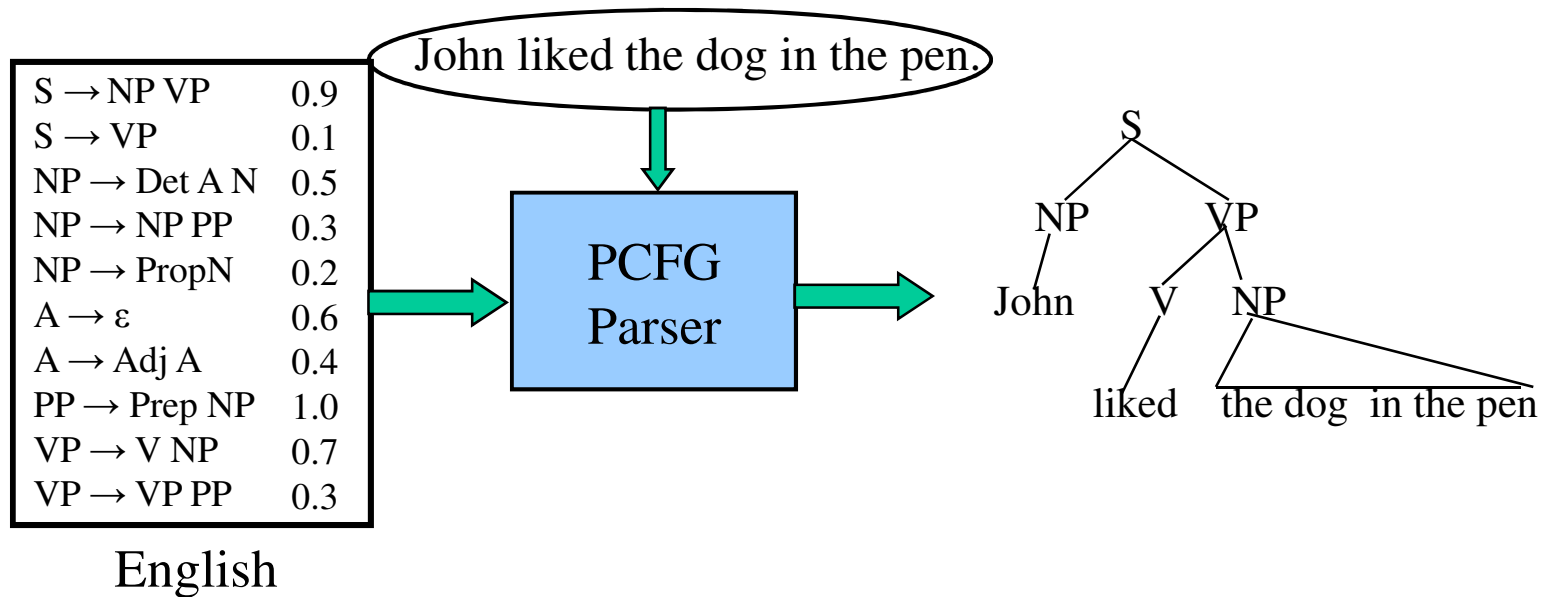 John liked the dog in the pen.
S → NP VP 0.9
S → VP 0.1
NP → Det A N 0.5
NP → NP PP 0.3
NP → PropN 0.2
A → ε 0.6
A → Adj A 0.4
PP → Prep NP 1.0
VP → V NP 0.7
VP → VP PP 0.3
English
PCFG
Parser
S
NP VP
John V NP
liked the dog in the pen